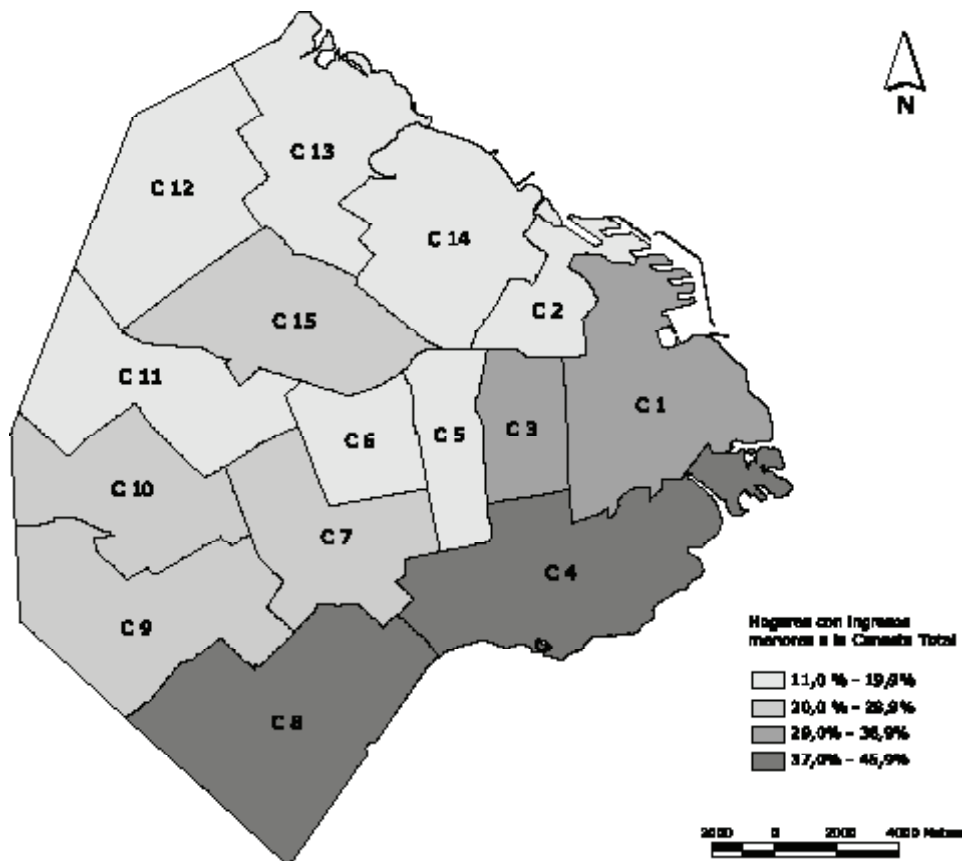 N
C 13
C 12
C 14
C 2
C 15
C 11
C 1
C 6
C 5
C 3
C 10
C 7
C 4
C 9
C 8
Hogares con ingresos
menores a la Canasta Total
11,0 % - 19,9%
20,0 % - 28,9%
29,0% - 36,9%
37,0% - 45,9%
2000 0 2000 4000 Metros